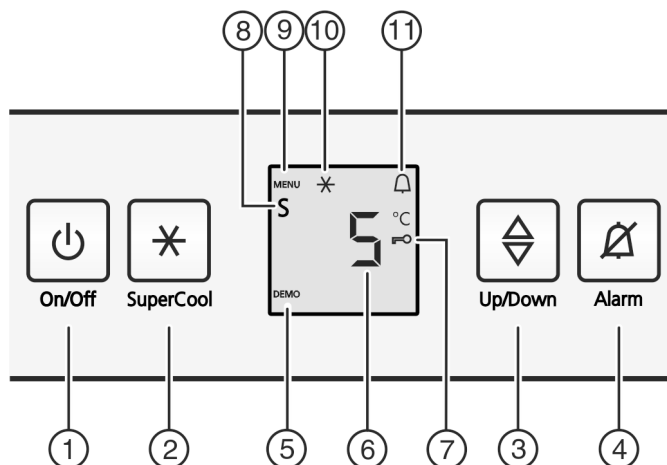 8 9 10 11
MENU
S
5 °C
DEMO
On/Off SuperCool Up/Down Alarm
1 2 5 6 7 3 4